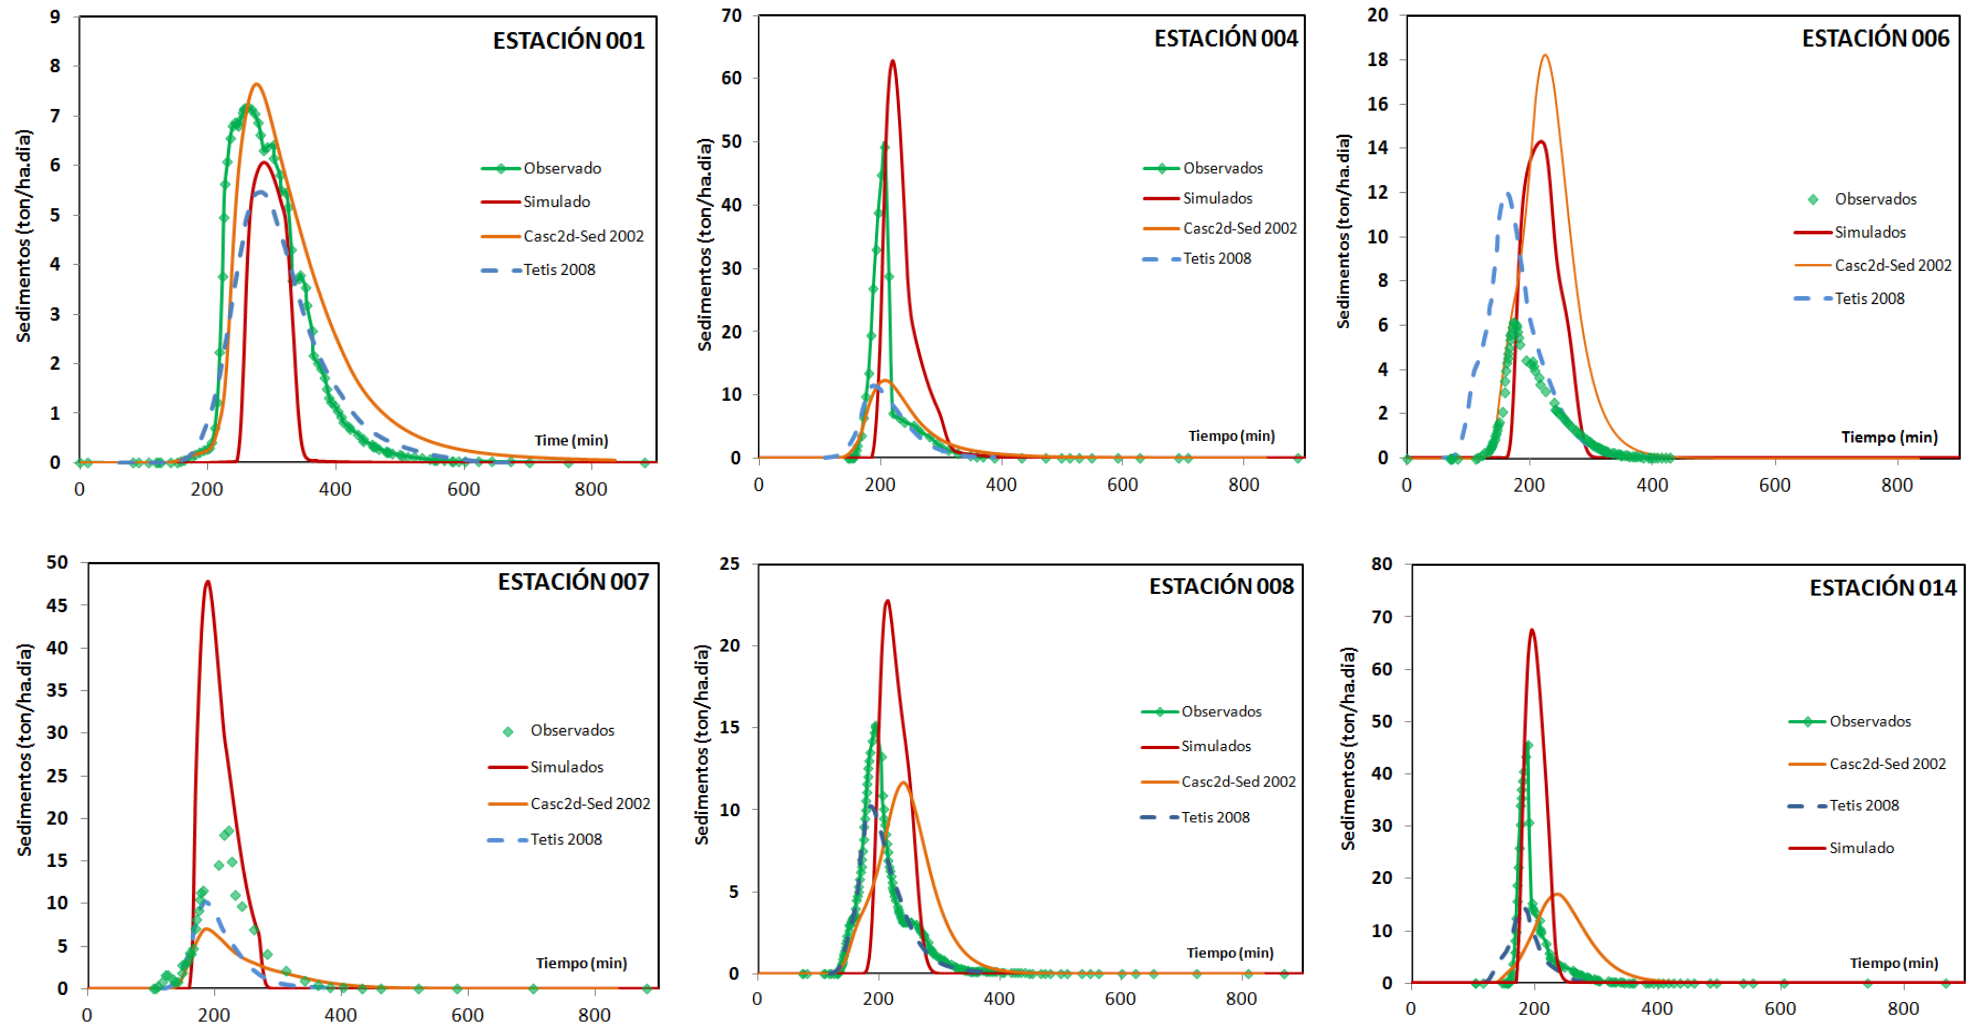 ESTACIÓN 001
Sedimentos (ton/ha.dia)
9
8
7
6
5
4
3
2
1
0
Observado
Simulado
Casc2d-Sed 2002
Tetis 2008
Time (min)
0 200 400 600 800
ESTACIÓN 004
Sedimentos (ton/ha.dia)
70
60
50
40
30
20
10
0
Observados
Simulados
Casc2d-Sed 2002
Tetis 2008
Tiempo (min)
0 200 400 600 800
ESTACIÓN 006
Sedimentos (ton/ha.dia)
20
18
16
14
12
10
8
6
4
2
0
Observados
Simulados
Casc2d-Sed 2002
Tetis 2008
Tiempo (min)
0 200 400 600 800
ESTACIÓN 007
Sedimentos (ton/ha.dia)
50
45
40
35
30
25
20
15
10
5
0
Observados
Simulados
Casc2d-Sed 2002
Tetis 2008
Tiempo (min)
0 200 400 600 800
ESTACIÓN 008
Sedimentos (ton/ha.dia)
25
20
15
10
5
0
Observados
Simulados
Casc2d-Sed 2002
Tetis 2008
Tiempo (min)
0 200 400 600 800
ESTACIÓN 014
Sedimentos (ton/ha.dia)
80
70
60
50
40
30
20
10
0
Observados
Casc2d-Sed 2002
Tetis 2008
Simulado
Tiempo (min)
0 200 400 600 800